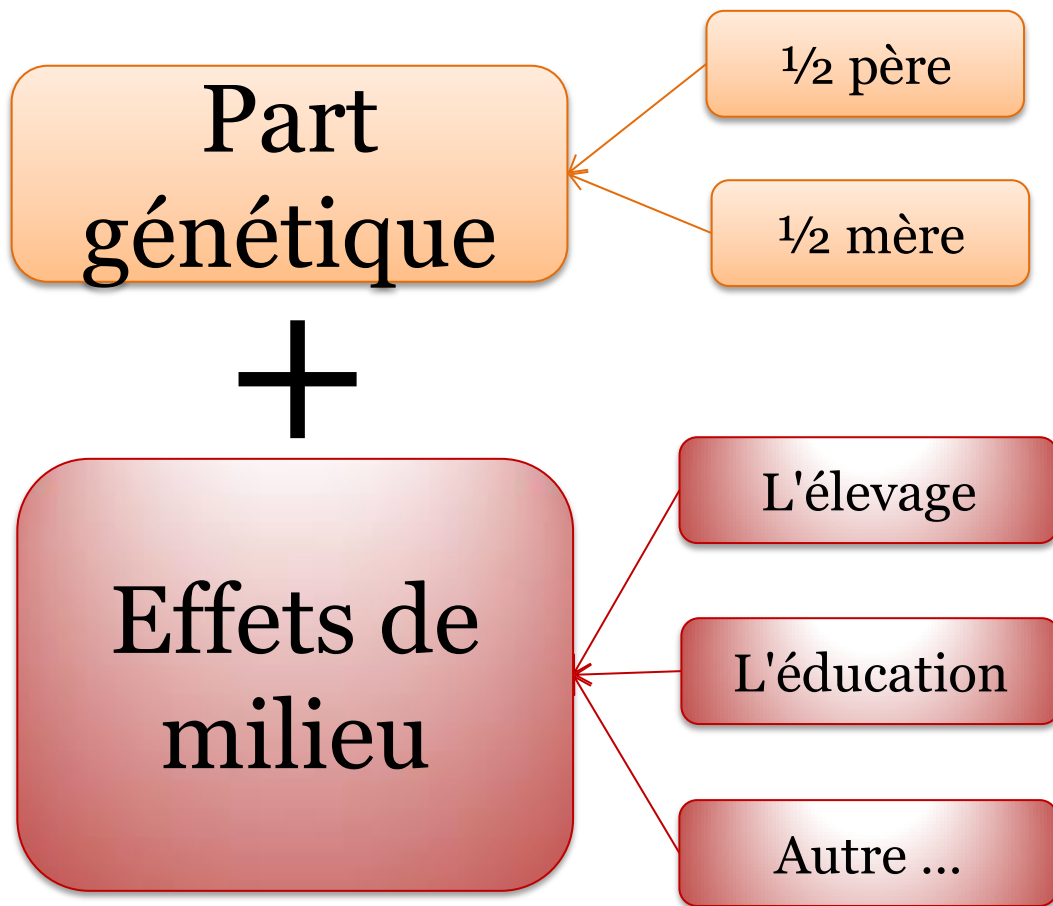 Part
génétique
½ père
½ mère
+
Effets de
milieu
L'élevage
L'éducation
Autre ...